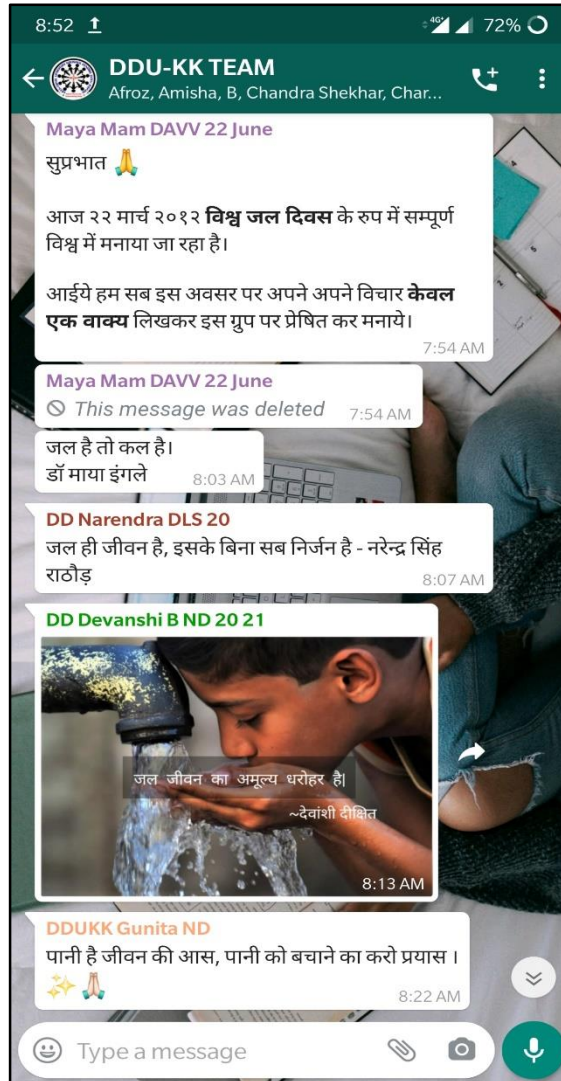 8:52
4G+
72%
DDU-KK TEAM
Afroz, Amisha, B, Chandra Shekhar, Char...
Maya Mam DAVV 22 June
सुप्रभात 🙏
आज २२ मार्च २०१२ विश्व जल दिवस के रुप में सम्पूर्ण
विश्व में मनाया जा रहा है।
आईये हम सब इस अवसर पर अपने अपने विचार केवल
एक वाक्य लिखकर इस ग्रुप पर प्रेषित कर मनाये।
7:54 AM
Maya Mam DAVV 22 June
This message was deleted 7:54 AM
जल है तो कल है।
डॉ माया इंगले 8:03 AM
DD Narendra DLS 20
जल ही जीवन है, इसके बिना सब निर्जन है - नरेन्द्र सिंह
राठौड़ 8:07 AM
DD Devanshi B ND 20 21
जल जीवन का अमूल्य धरोहर है|
~देवांशी दीक्षित
8:13 AM
DDUKK Gunita ND
पानी है जीवन की आस, पानी को बचाने का करो प्रयास ।
✨🙏🏻 8:22 AM
Type a message